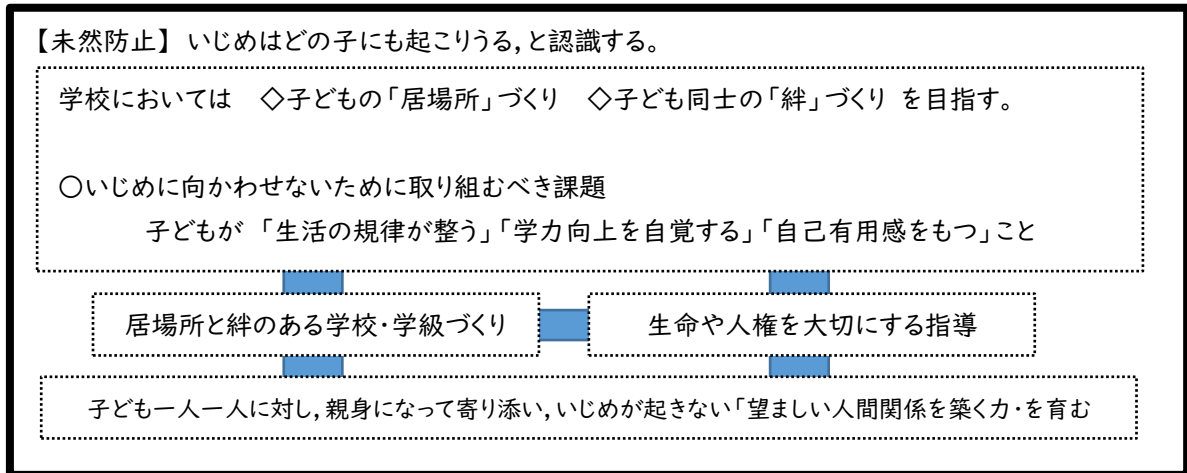 【未然防止】 いじめはどの子にも起こりうる,と認識する。
学校においては ◇子どもの「居場所」づくり ◇子ども同士の「絆」づくり を目指す。
〇いじめに向かわせないために取り組むべき課題
子どもが 「生活の規律が整う」「学力向上を自覚する」「自己有用感をもつ」こと
居場所と絆のある学校・学級づくり
生命や人権を大切にする指導
子ども一人一人に対し,親身になって寄り添い,いじめが起きない「望ましい人間関係を築く力・を育む